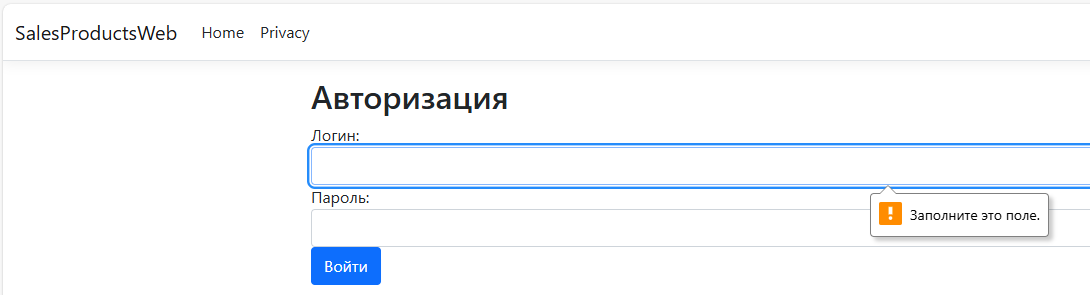 SalesProductsWeb Home Privacy
Авторизация
Логин:
Пароль:
Заполните это поле.
Войти